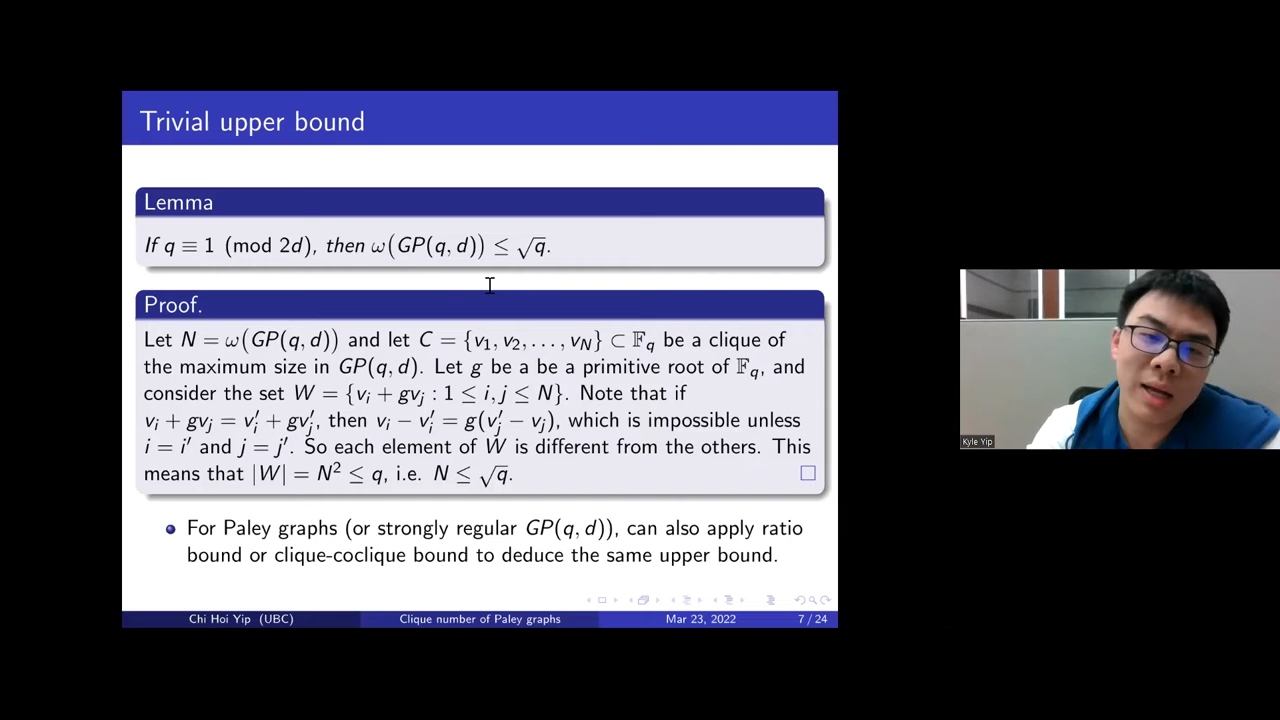 Trivial upper bound
Lemma
If q ≡ 1 (mod 2d), then ω(GP(q, d)) ≤ √q.
Proof.
Let N = ω(GP(q, d)) and let C = {v₁, v₂, . . . , v_N} ⊂ 𝔽_q be a clique of
the maximum size in GP(q, d). Let g be a be a primitive root of 𝔽_q, and
consider the set W = {v_i + gv_j : 1 ≤ i, j ≤ N}. Note that if
v_i + gv_j = v′_i + gv′_j, then v_i − v′_i = g(v′_j − v_j), which is impossible unless
i = i′ and j = j′. So each element of W is different from the others. This
means that |W| = N² ≤ q, i.e. N ≤ √q.
For Paley graphs (or strongly regular GP(q, d)), can also apply ratio
bound or clique-coclique bound to deduce the same upper bound.
Chi Hoi Yip (UBC) Clique number of Paley graphs Mar 23, 2022 7 / 24
Kyle Yip